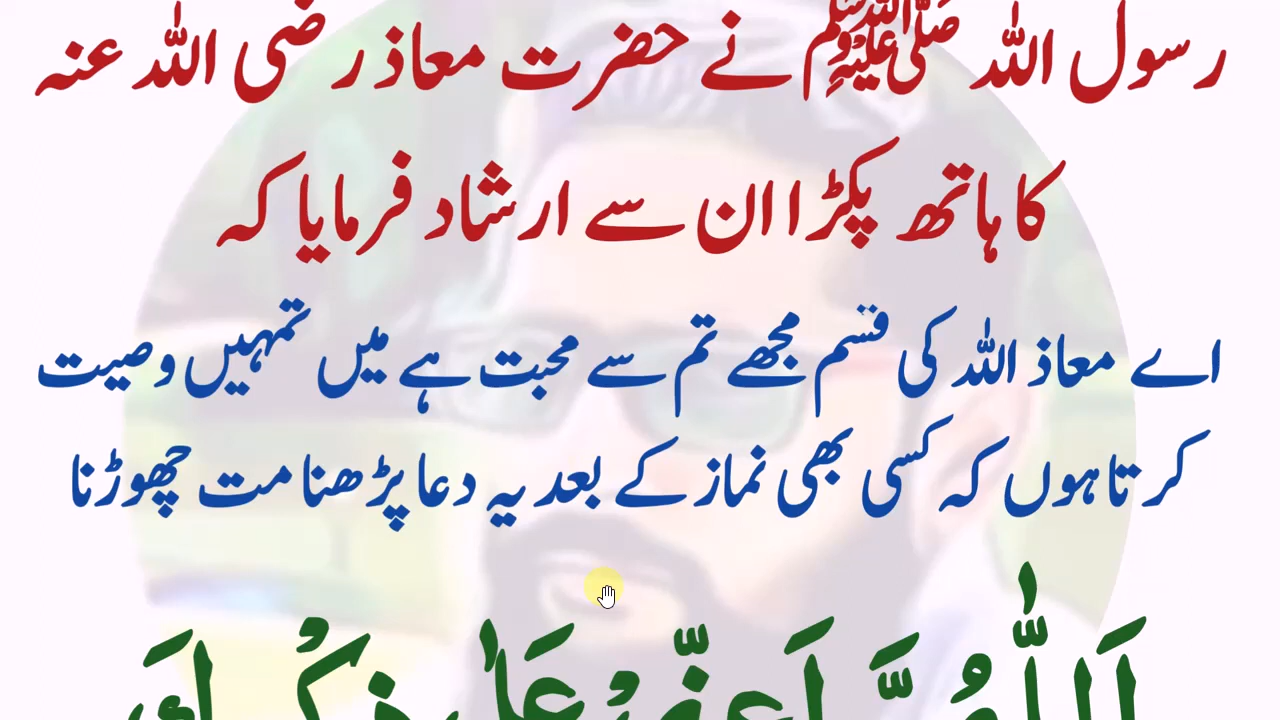 رسول اللہ ﷺ نے حضرت معاذ رضی اللہ عنہ
کا ہاتھ پکڑا ان سے ارشاد فرمایا کہ
اے معاذ اللہ کی قسم مجھے تم سے محبت ہے میں تمہیں وصیت
کرتا ہوں کہ کسی بھی نماز کے بعد یہ دعا پڑھنا مت چھوڑنا
اَللّٰهُمَّ اَعِنِّیْ عَلٰی ذِكْرِكَ